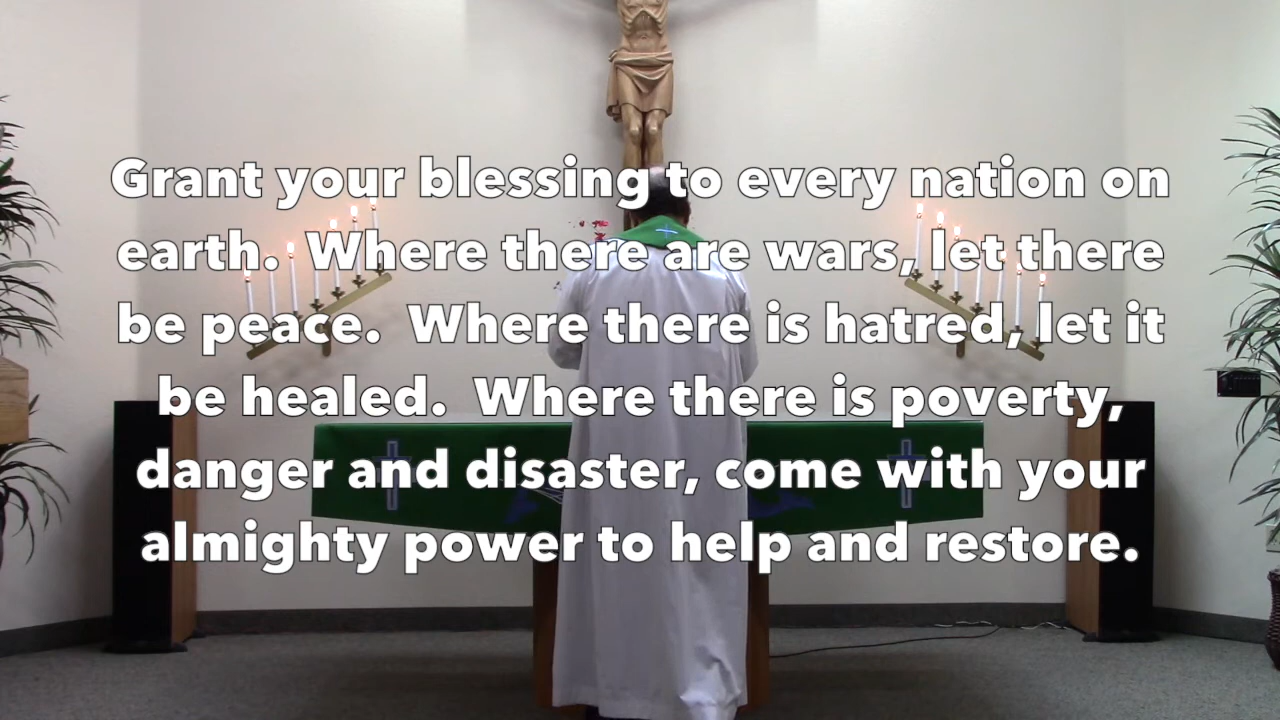 Grant your blessing to every nation on
earth.  Where there are wars, let there
be peace.  Where there is hatred, let it
be healed.  Where there is poverty,
danger and disaster, come with your
almighty power to help and restore.